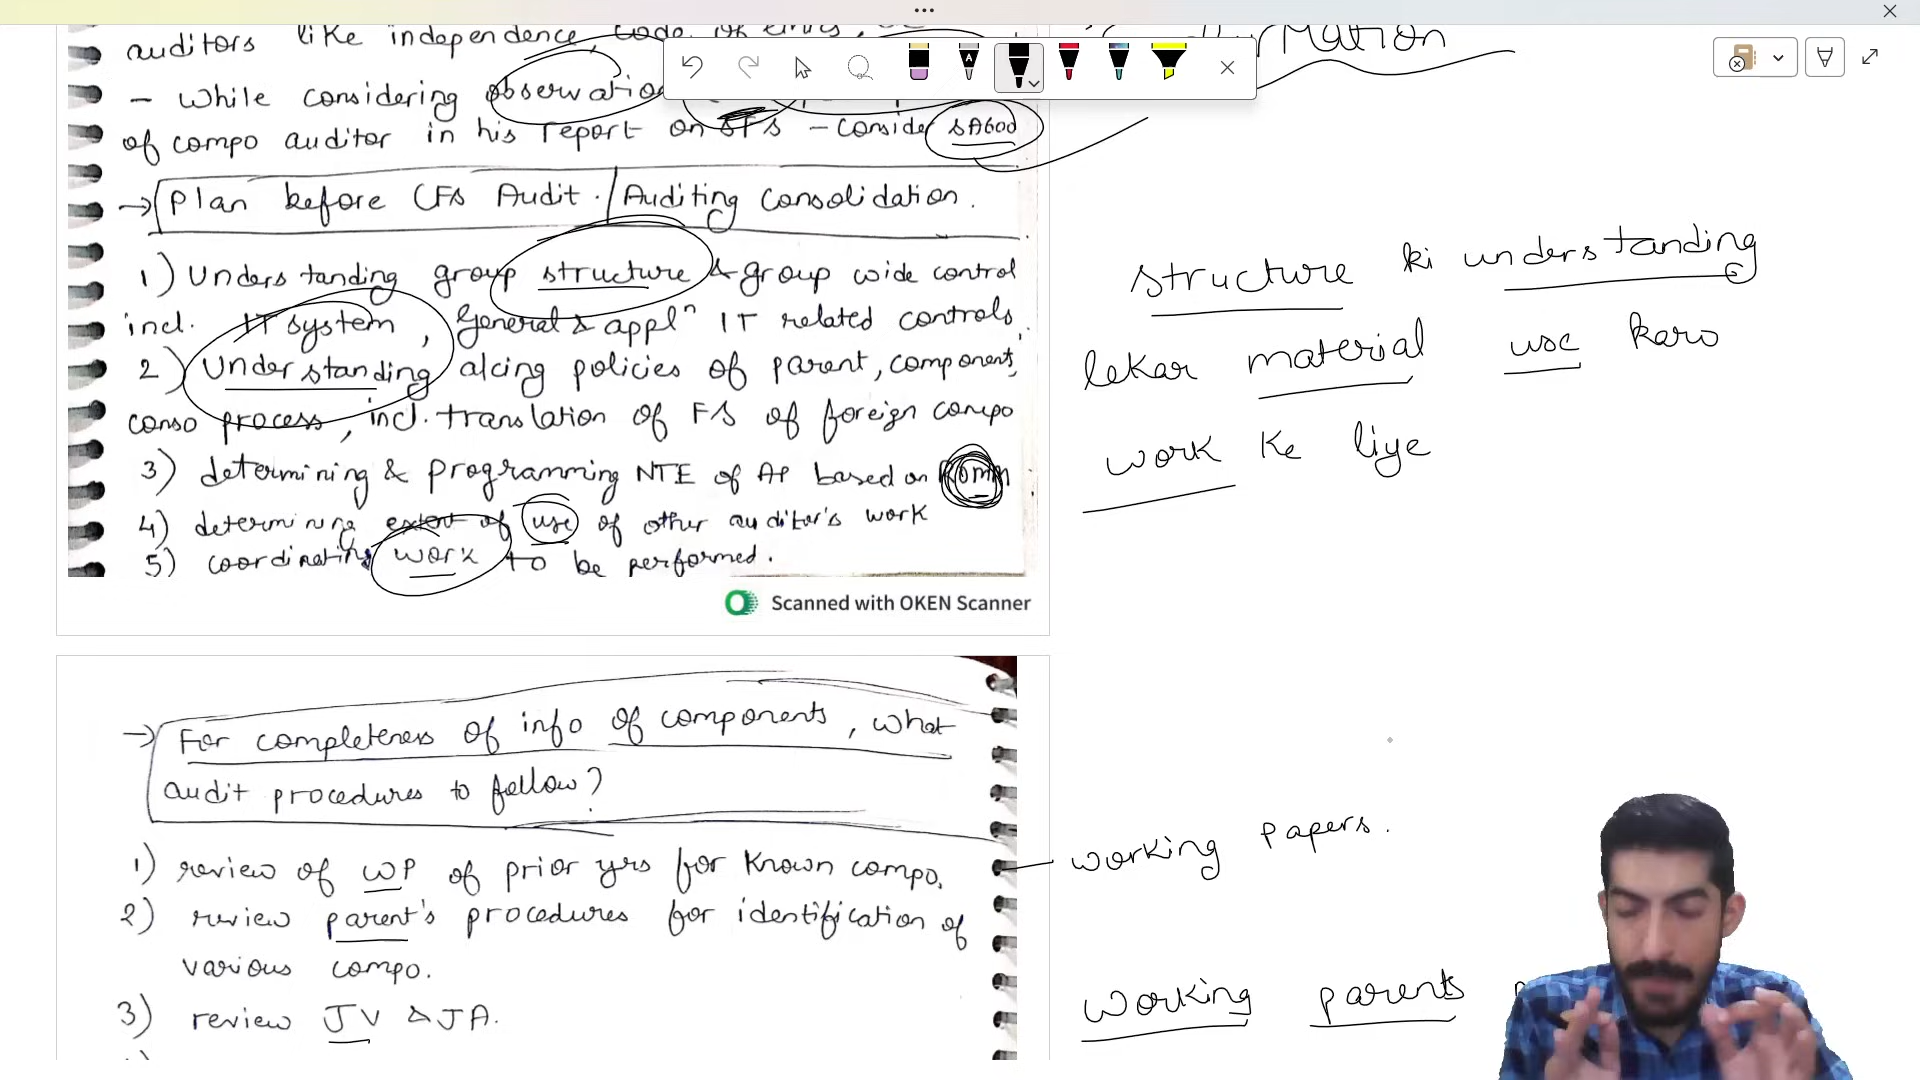 auditors like independence, code of ethics,
- While considering observation
of compo auditor in his report on SFS - consider SA600
→ Plan before CFS Audit. / Auditing Consolidation.
1) Understanding group structure & group wide control
incl. IT system, General & appl^n IT related controls.
2) Understanding a/cing policies of parent, component,
conso process, incl. translation of FS of foreign compo
3) determining & programming NTE of AP based on ROMM
4) determining extent of use of other auditor's work
5) coordinating work to be performed.
Scanned with OKEN Scanner
→ For completeness of info of components, what
audit procedures to follow?
1) review of WP of prior yrs for known compo.
2) review parent's procedures for identification of
various compo.
3) review JV & JA.
structure ki understanding
lekar material use karo
work ke liye
working papers.
working parents